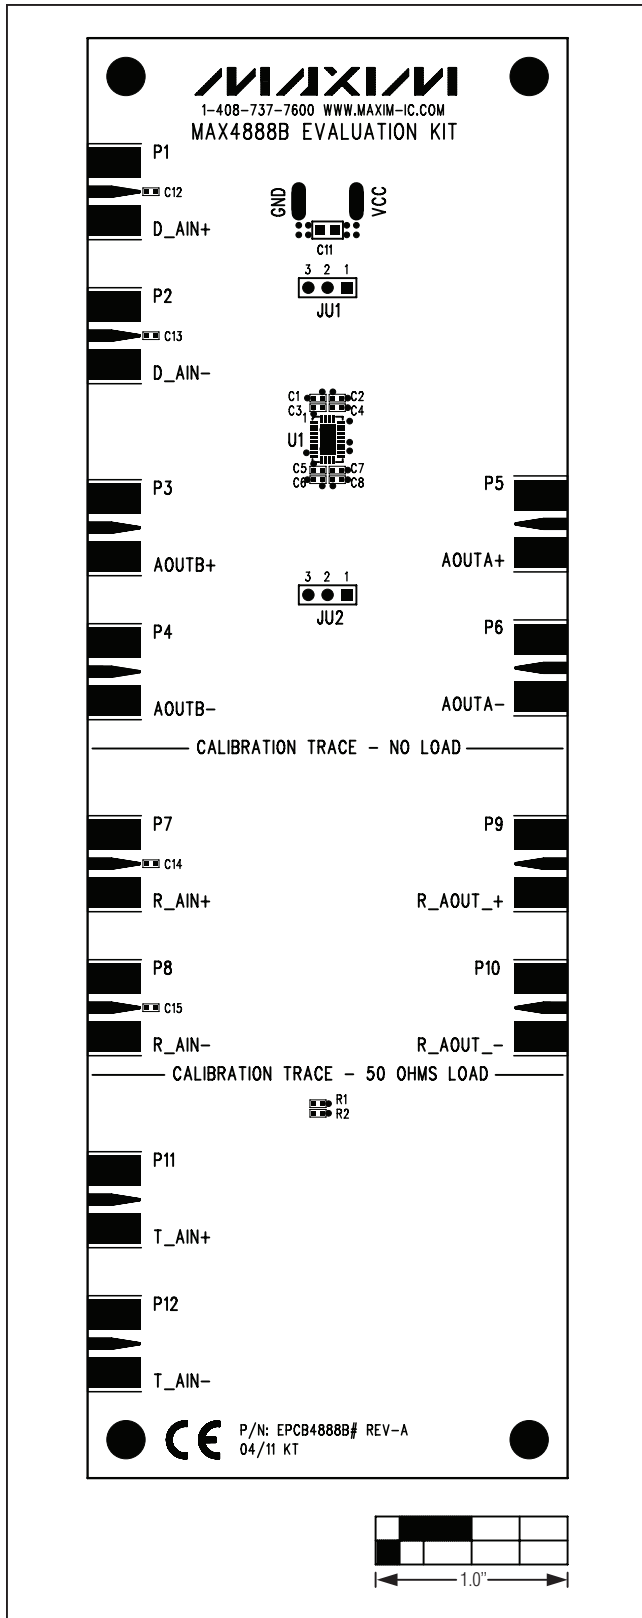 MAXIM
1-408-737-7600 WWW.MAXIM-IC.COM
MAX4888B EVALUATION KIT
P1
C12
D_AIN+
GND
VCC
C11
3 2 1
JU1
P2
C13
D_AIN-
C1 C2
C3 C4
1
U1
C5 C7
C6 C8
P3
AOUTB+
P5
AOUTA+
3 2 1
JU2
P4
AOUTB-
P6
AOUTA-
CALIBRATION TRACE - NO LOAD
P7
C14
R_AIN+
P9
R_AOUT_+
P8
C15
R_AIN-
P10
R_AOUT_-
CALIBRATION TRACE - 50 OHMS LOAD
R1
R2
P11
T_AIN+
P12
T_AIN-
CE
P/N: EPCB4888B# REV-A
04/11 KT
1.0"